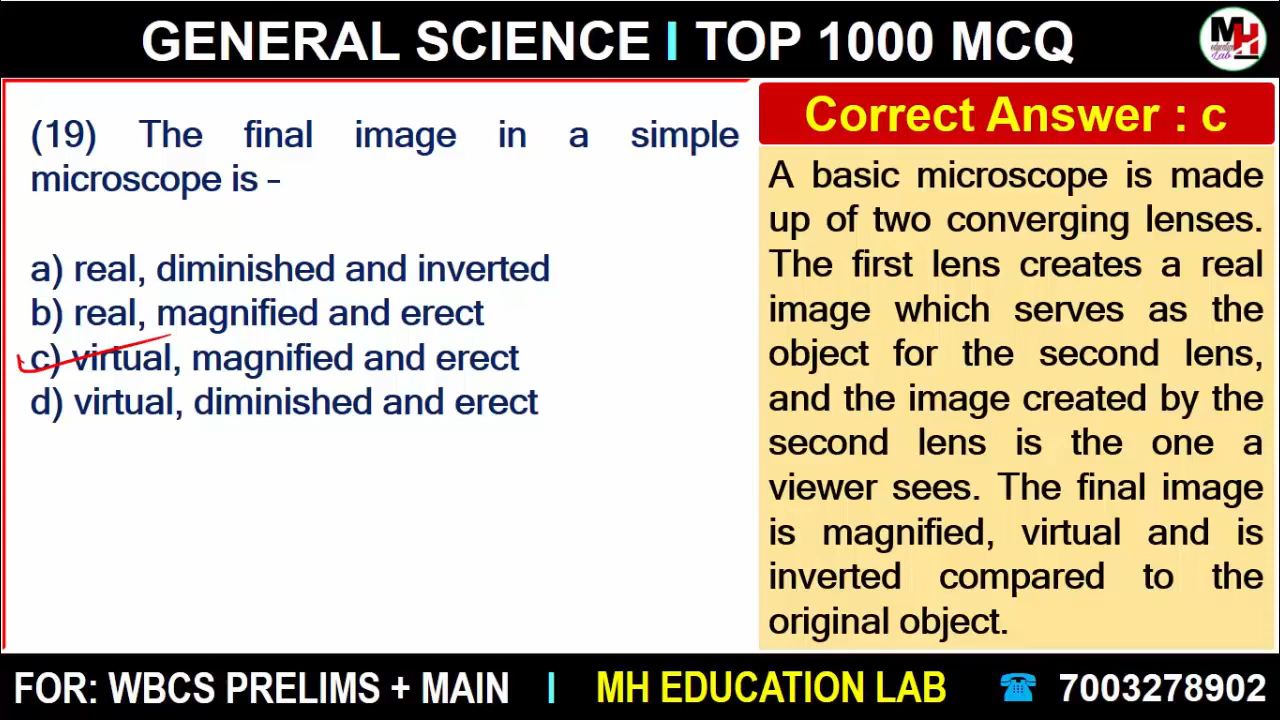 GENERAL SCIENCE I TOP 1000 MCQ
MH
education
Lab
(19) The final image in a simple
microscope is -
a) real, diminished and inverted
b) real, magnified and erect
c) virtual, magnified and erect
d) virtual, diminished and erect
Correct Answer : c
A basic microscope is made
up of two converging lenses.
The first lens creates a real
image which serves as the
object for the second lens,
and the image created by the
second lens is the one a
viewer sees. The final image
is magnified, virtual and is
inverted compared to the
original object.
FOR: WBCS PRELIMS + MAIN I MH EDUCATION LAB ☎ 7003278902